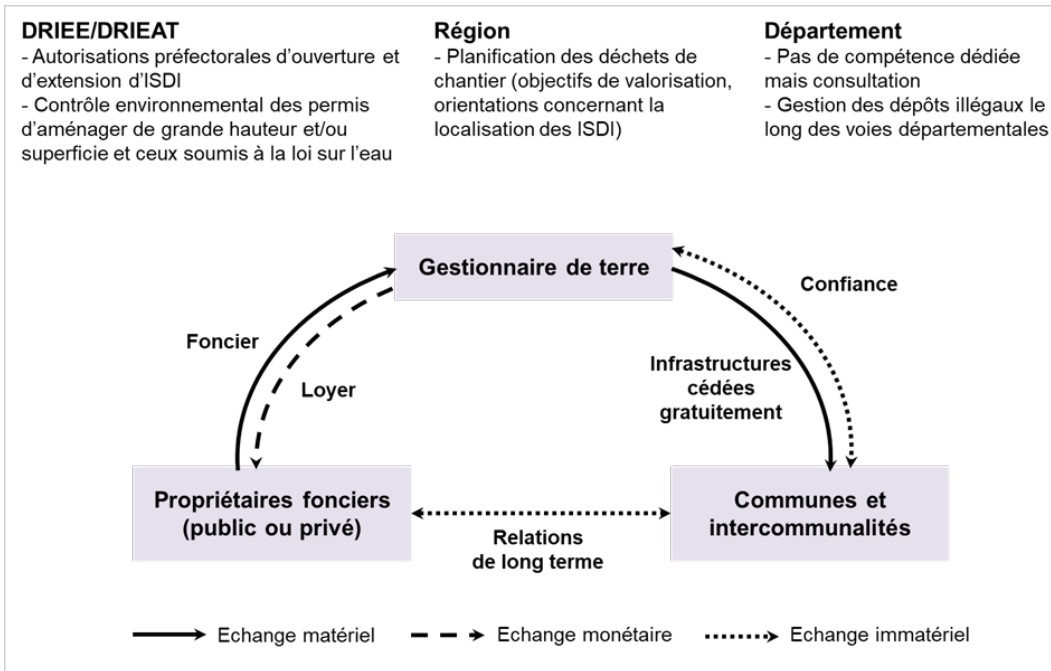 DRIEE/DRIEAT
- Autorisations préfectorales d’ouverture et
d’extension d’ISDI
- Contrôle environnemental des permis
d’aménager de grande hauteur et/ou
superficie et ceux soumis à la loi sur l’eau
Région
- Planification des déchets de
chantier (objectifs de valorisation,
orientations concernant la
localisation des ISDI)
Département
- Pas de compétence dédiée
mais consultation
- Gestion des dépôts illégaux le
long des voies départementales
Gestionnaire de terre
Confiance
Foncier
Loyer
Infrastructures
cédées
gratuitement
Propriétaires fonciers
(public ou privé)
Communes et
intercommunalités
Relations
de long terme
Echange matériel
Echange monétaire
Echange immatériel